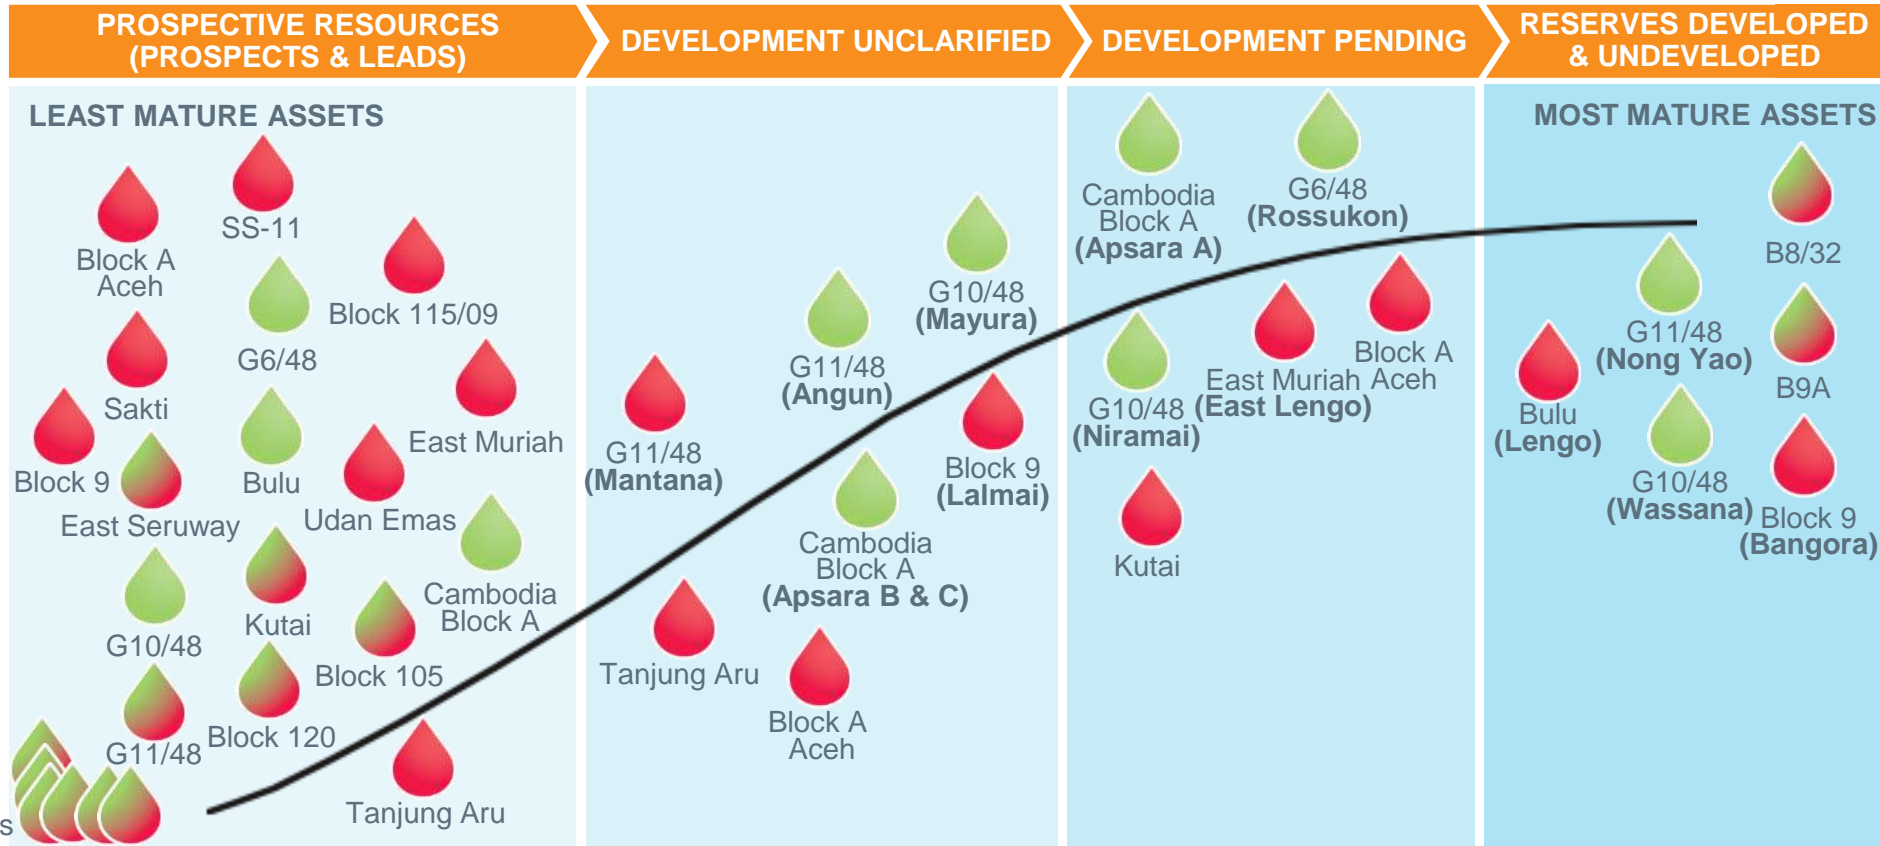 PROSPECTIVE RESOURCES
(PROSPECTS & LEADS)
DEVELOPMENT UNCLARIFIED
DEVELOPMENT PENDING
RESERVES DEVELOPED
& UNDEVELOPED
LEAST MATURE ASSETS
Block A
Aceh
SS-11
Block 115/09
G6/48
Sakti
East Muriah
Block 9
Bulu
East Seruway
Udan Emas
Cambodia
Block A
G10/48
Kutai
Block 105
G11/48
Block 120
Tanjung Aru
G10/48
(Mayura)
G11/48
(Angun)
G11/48
(Mantana)
Block 9
(Lalmai)
Cambodia
Block A
(Apsara B & C)
Tanjung Aru
Block A
Aceh
Cambodia
Block A
(Apsara A)
G6/48
(Rossukon)
Block A
Aceh
East Muriah
(East Lengo)
G10/48
(Niramai)
Kutai
MOST MATURE ASSETS
B8/32
G11/48
(Nong Yao)
B9A
Bulu
(Lengo)
G10/48
(Wassana)
Block 9
(Bangora)